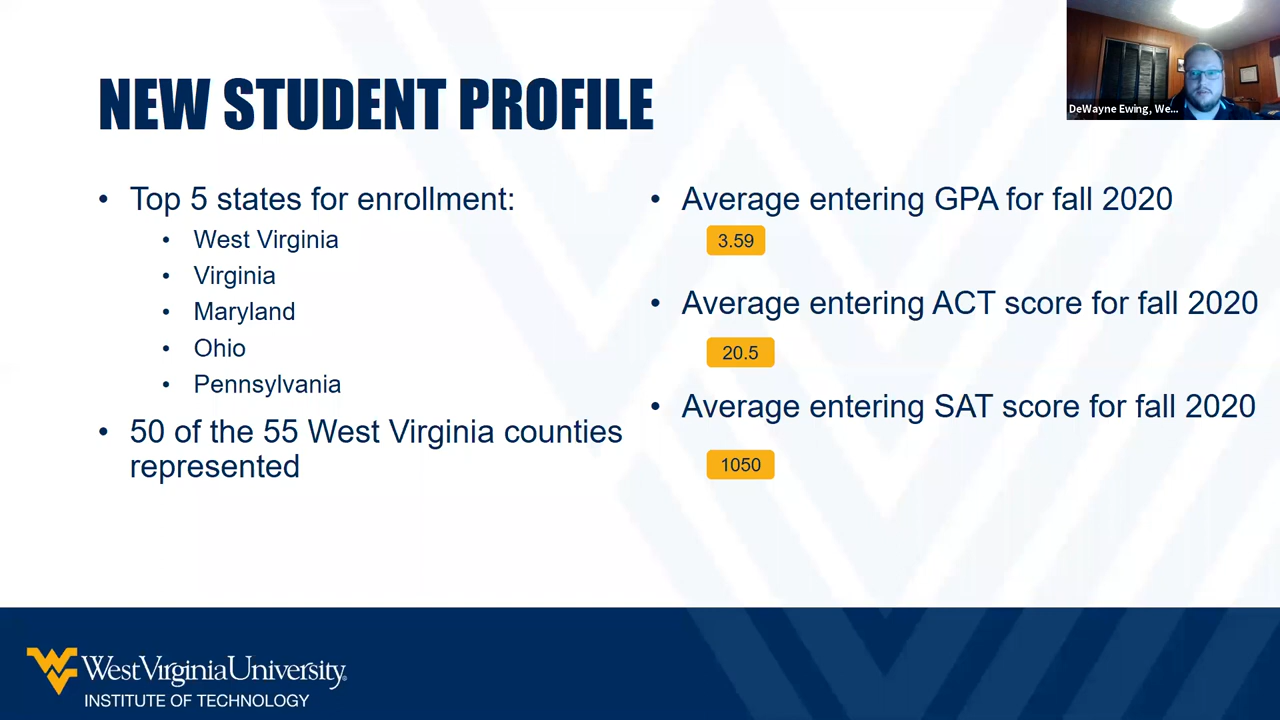 NEW STUDENT PROFILE
DeWayne Ewing, We...
• Top 5 states for enrollment:
• West Virginia
• Virginia
• Maryland
• Ohio
• Pennsylvania
• 50 of the 55 West Virginia counties
represented
• Average entering GPA for fall 2020
3.59
• Average entering ACT score for fall 2020
20.5
• Average entering SAT score for fall 2020
1050
WestVirginiaUniversity®
INSTITUTE OF TECHNOLOGY